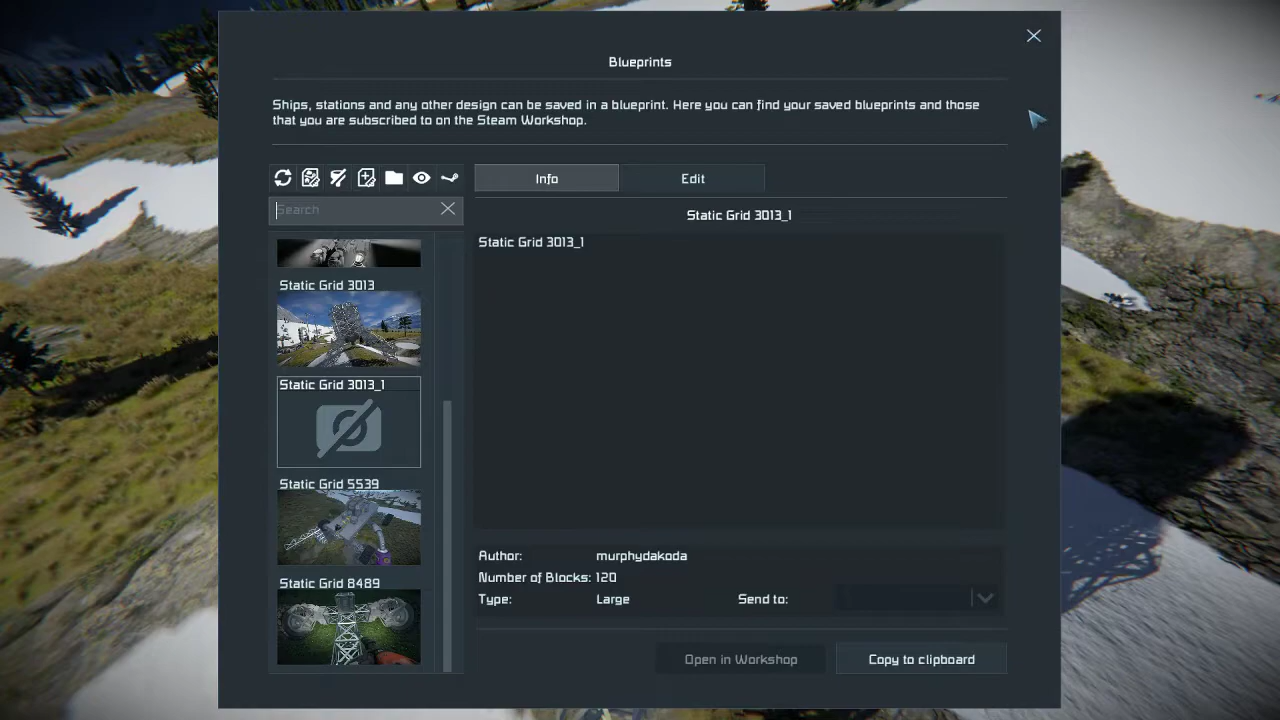 Blueprints
Ships, stations and any other design can be saved in a blueprint. Here you can find your saved blueprints and those
that you are subscribed to on the Steam Workshop.
Info
Edit
Search
Static Grid 3013_1
Static Grid 3013_1
Static Grid 3013
Static Grid 3013_1
Static Grid 5539
Static Grid 8489
Author: murphydakoda
Number of Blocks: 120
Type: Large
Send to:
Open in Workshop
Copy to clipboard